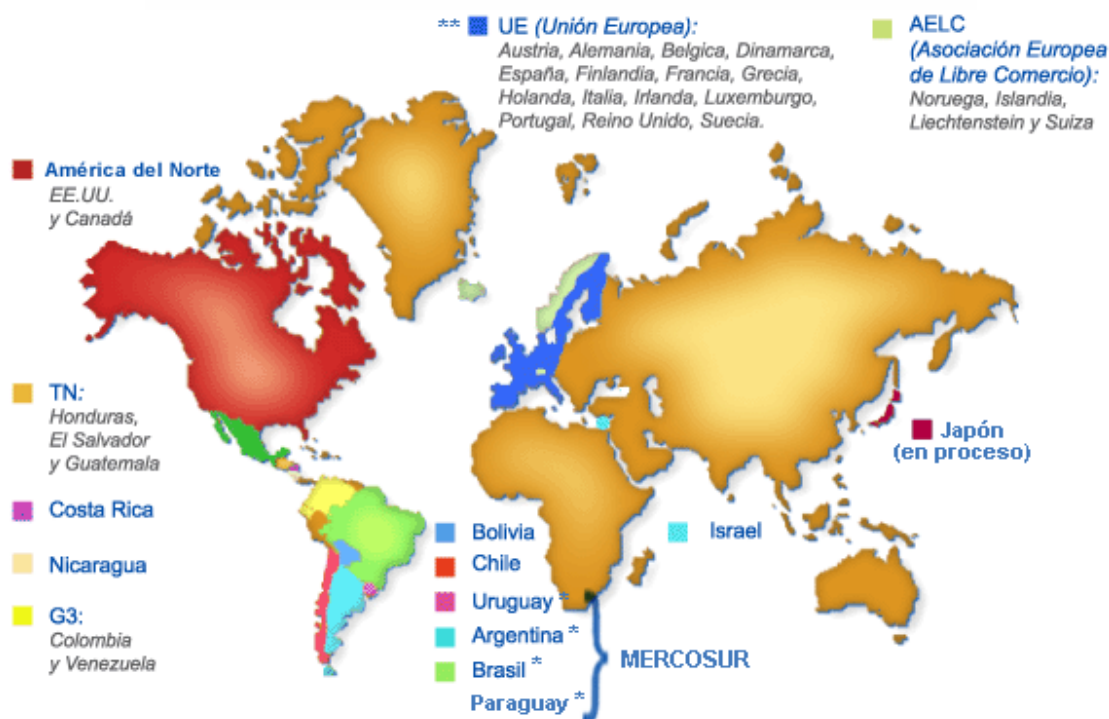 ** UE (Unión Europea):
Austria, Alemania, Belgica, Dinamarca,
España, Finlandia, Francia, Grecia,
Holanda, Italia, Irlanda, Luxemburgo,
Portugal, Reino Unido, Suecia.
AELC
(Asociación Europea
de Libre Comercio):
Noruega, Islandia,
Liechtenstein y Suiza
América del Norte
EE.UU.
y Canadá
TN:
Honduras,
El Salvador
y Guatemala
Costa Rica
Nicaragua
G3:
Colombia
y Venezuela
Bolivia
Chile
Uruguay *
Argentina *
Brasil *
Paraguay *
MERCOSUR
Israel
Japón
(en proceso)